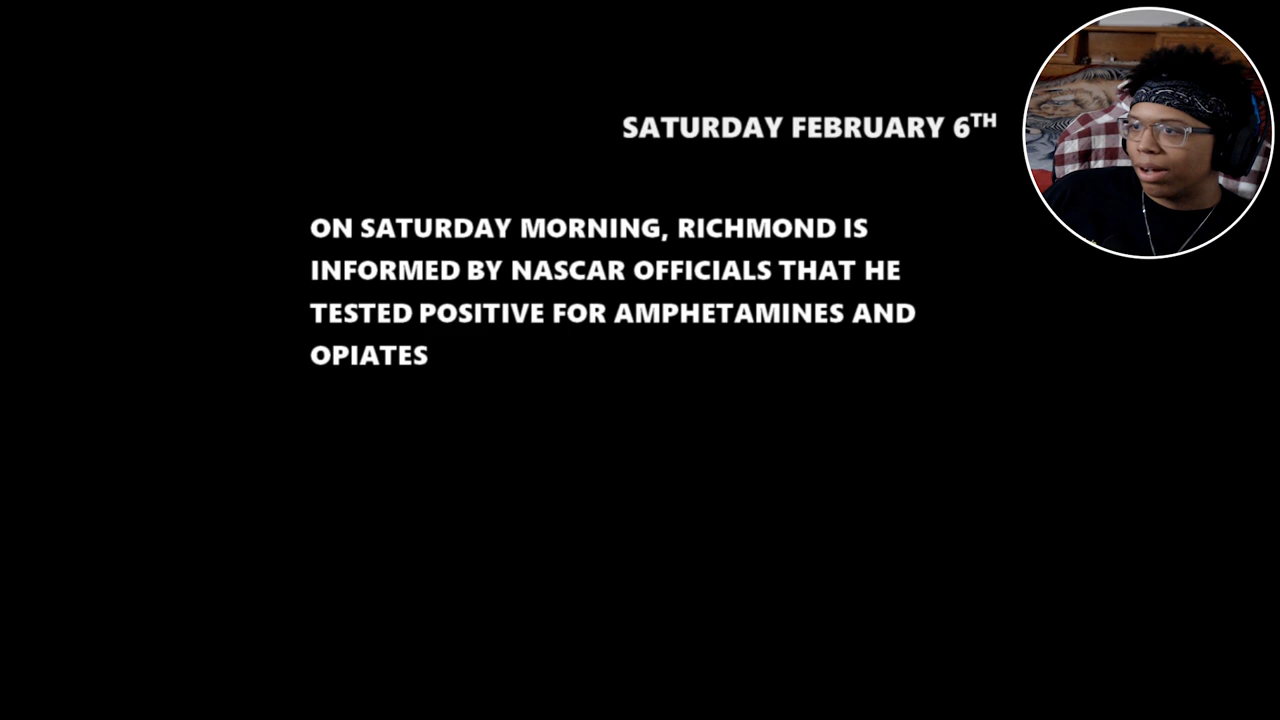 SATURDAY FEBRUARY 6TH
ON SATURDAY MORNING, RICHMOND IS
INFORMED BY NASCAR OFFICIALS THAT HE
TESTED POSITIVE FOR AMPHETAMINES AND
OPIATES